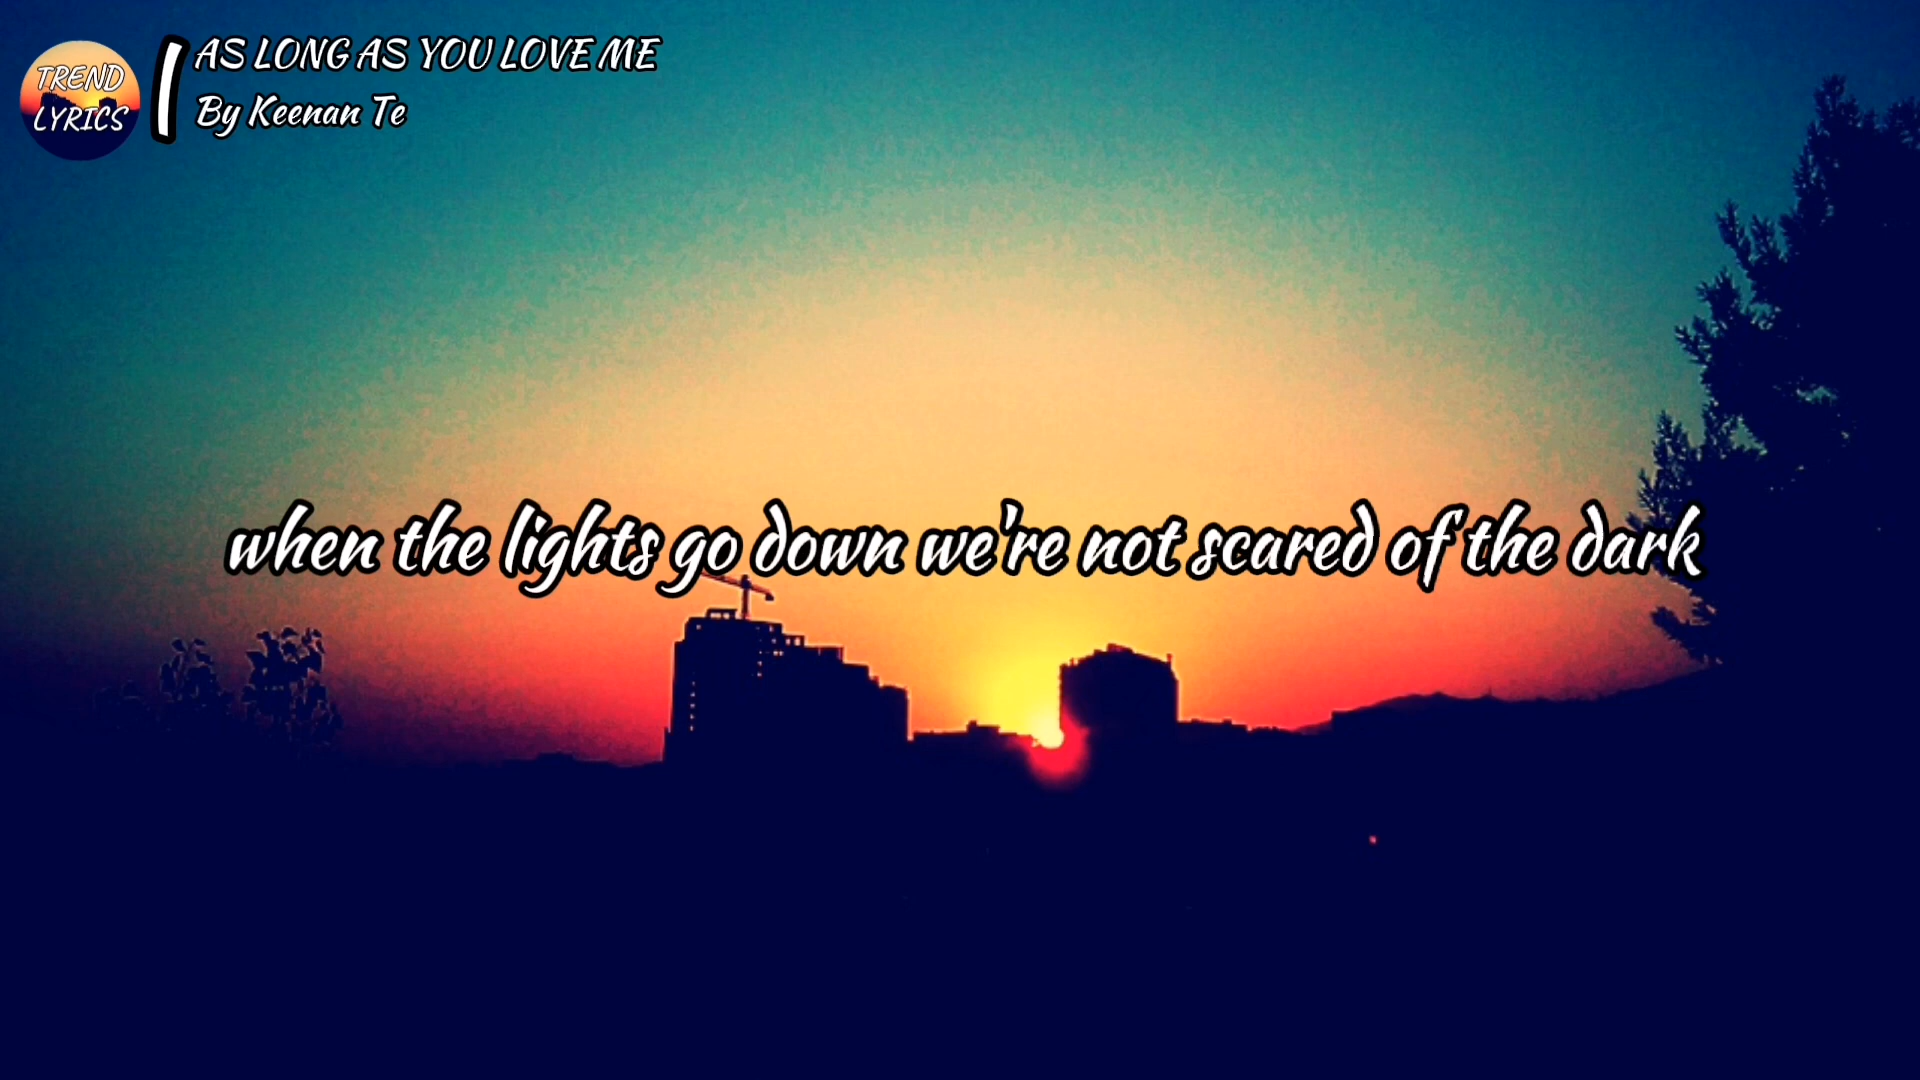 TREND
LYRICS
AS LONG AS YOU LOVE ME
By Keenan Te
when the lights go down we're not scared of the dark